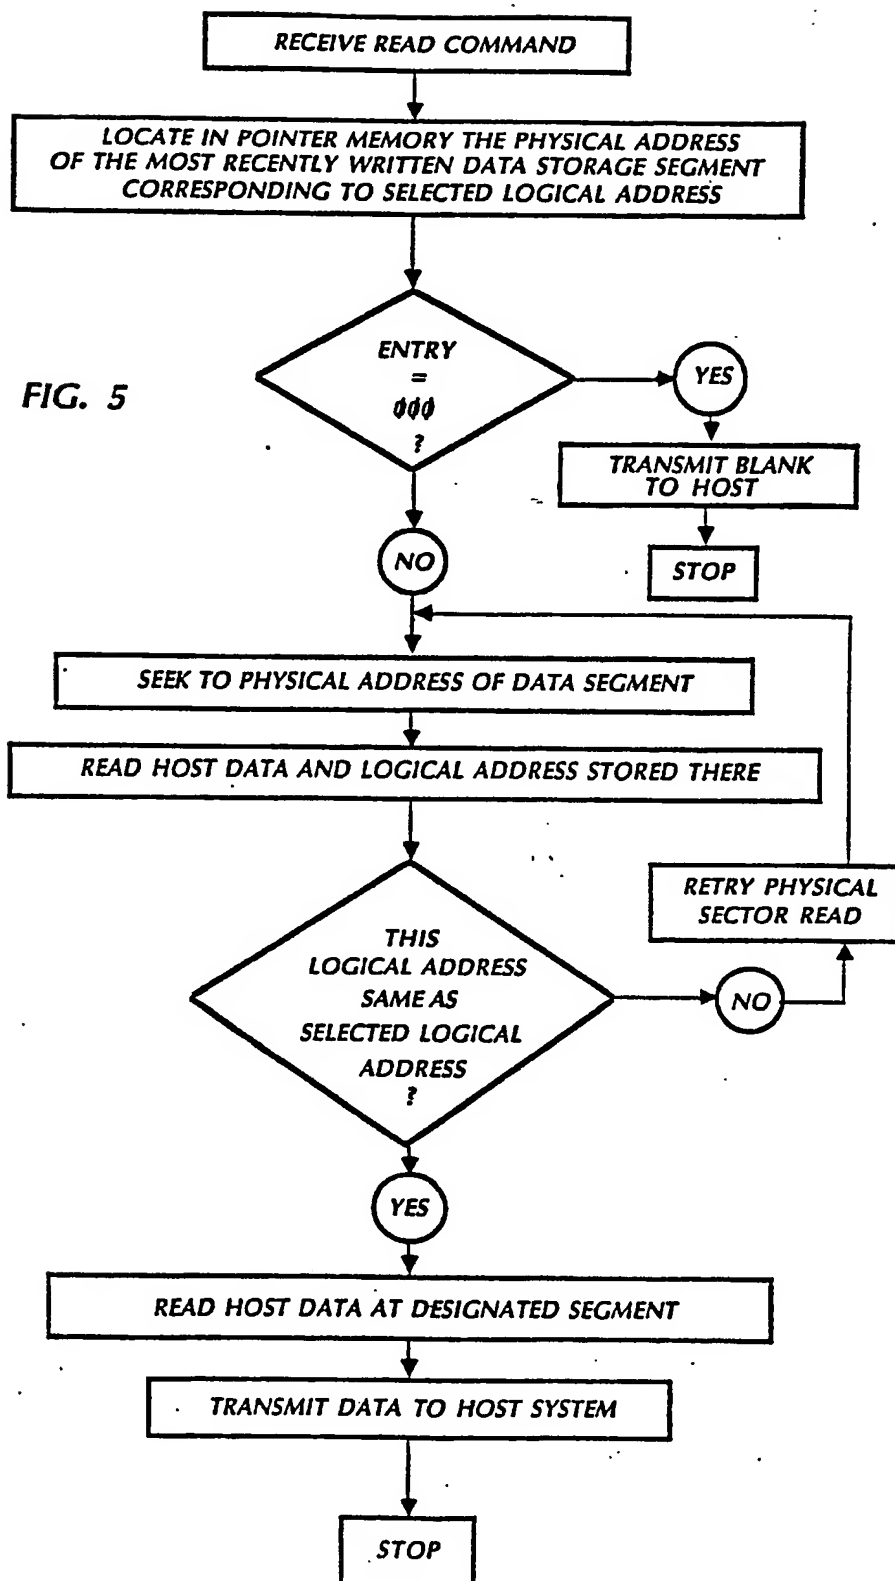 RECEIVE READ COMMAND
LOCATE IN POINTER MEMORY THE PHYSICAL ADDRESS
OF THE MOST RECENTLY WRITTEN DATA STORAGE SEGMENT
CORRESPONDING TO SELECTED LOGICAL ADDRESS
ENTRY
=
ϕϕϕ
?
YES
FIG. 5
TRANSMIT BLANK
TO HOST
NO
STOP
SEEK TO PHYSICAL ADDRESS OF DATA SEGMENT
READ HOST DATA AND LOGICAL ADDRESS STORED THERE
RETRY PHYSICAL
SECTOR READ
THIS
LOGICAL ADDRESS
SAME AS
SELECTED LOGICAL
ADDRESS
?
NO
YES
READ HOST DATA AT DESIGNATED SEGMENT
TRANSMIT DATA TO HOST SYSTEM
STOP